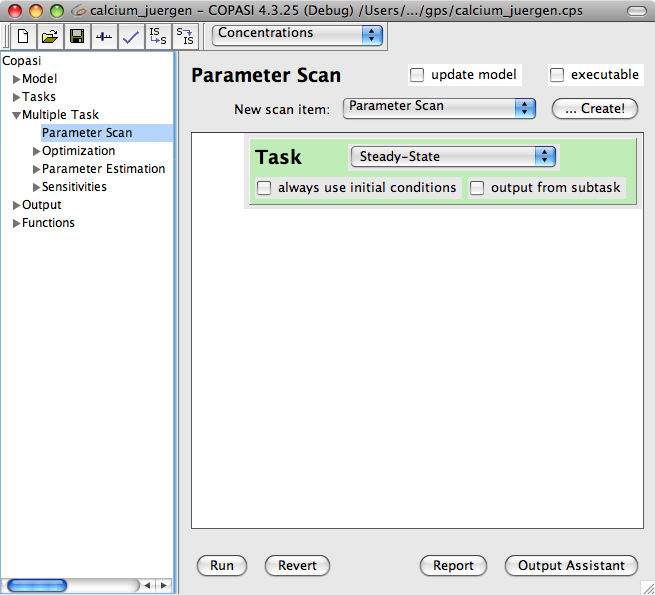 calcium_juergen - COPASI 4.3.25 (Debug) /Users/.../gps/calcium_juergen.cps
IS S
S IS
Concentrations
Copasi
Model
Tasks
Multiple Task
Parameter Scan
Optimization
Parameter Estimation
Sensitivities
Output
Functions
Parameter Scan
update model
executable
New scan item:
Parameter Scan
... Create!
Task
Steady-State
always use initial conditions
output from subtask
Run
Revert
Report
Output Assistant